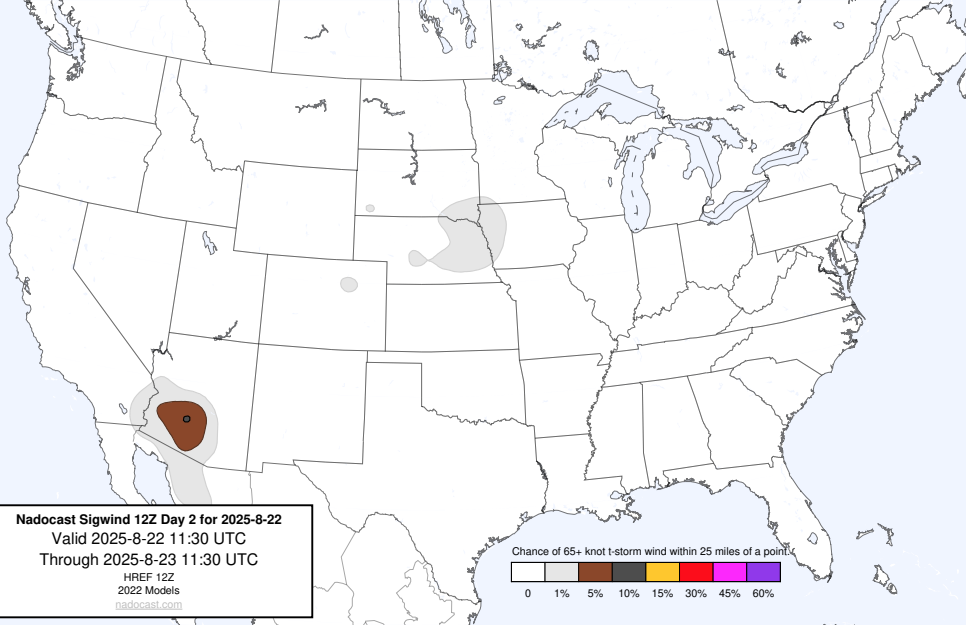 Nadocast Sigwind 12Z Day 2 for 2025-8-22
Valid 2025-8-22 11:30 UTC
Through 2025-8-23 11:30 UTC
HREF 12Z
2022 Models
nadocast.com
Chance of 65+ knot t-storm wind within 25 miles of a point.
0 1% 5% 10% 15% 30% 45% 60%